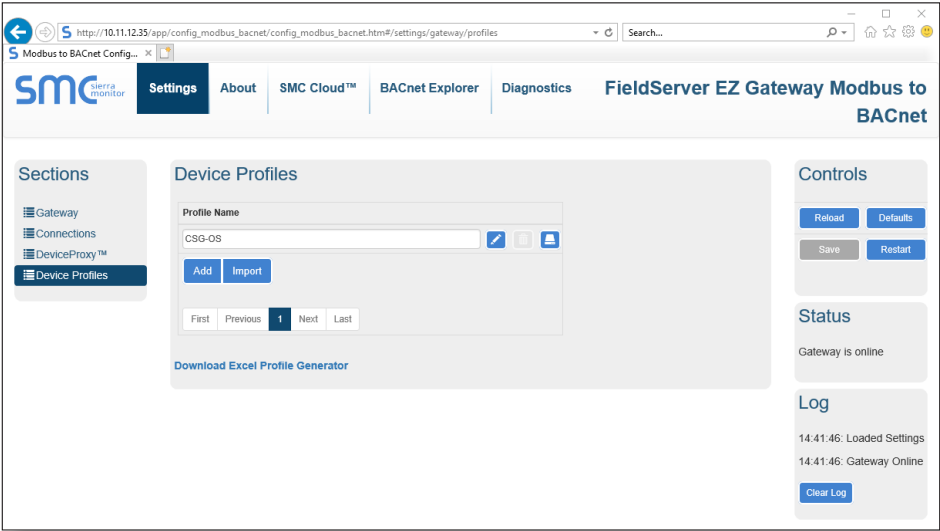 http://10.11.12.35/app/config_modbus_bacnet/config_modbus_bacnet.htm#/settings/gateway/profiles
Search...
Modbus to BACnet Config...
SMC sierra monitor
Settings
About
SMC Cloud™
BACnet Explorer
Diagnostics
FieldServer EZ Gateway Modbus to
BACnet
Sections
Gateway
Connections
DeviceProxy™
Device Profiles
Device Profiles
Profile Name
CSG-OS
Add
Import
First
Previous
1
Next
Last
Download Excel Profile Generator
Controls
Reload
Defaults
Save
Restart
Status
Gateway is online
Log
14:41:46: Loaded Settings
14:41:46: Gateway Online
Clear Log